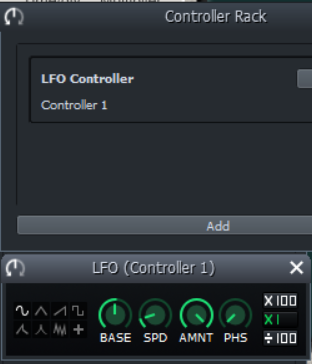 Controller Rack
LFO Controller
Controller 1
Add
LFO (Controller 1)
X100
X1
÷100
BASE SPD AMNT PHS